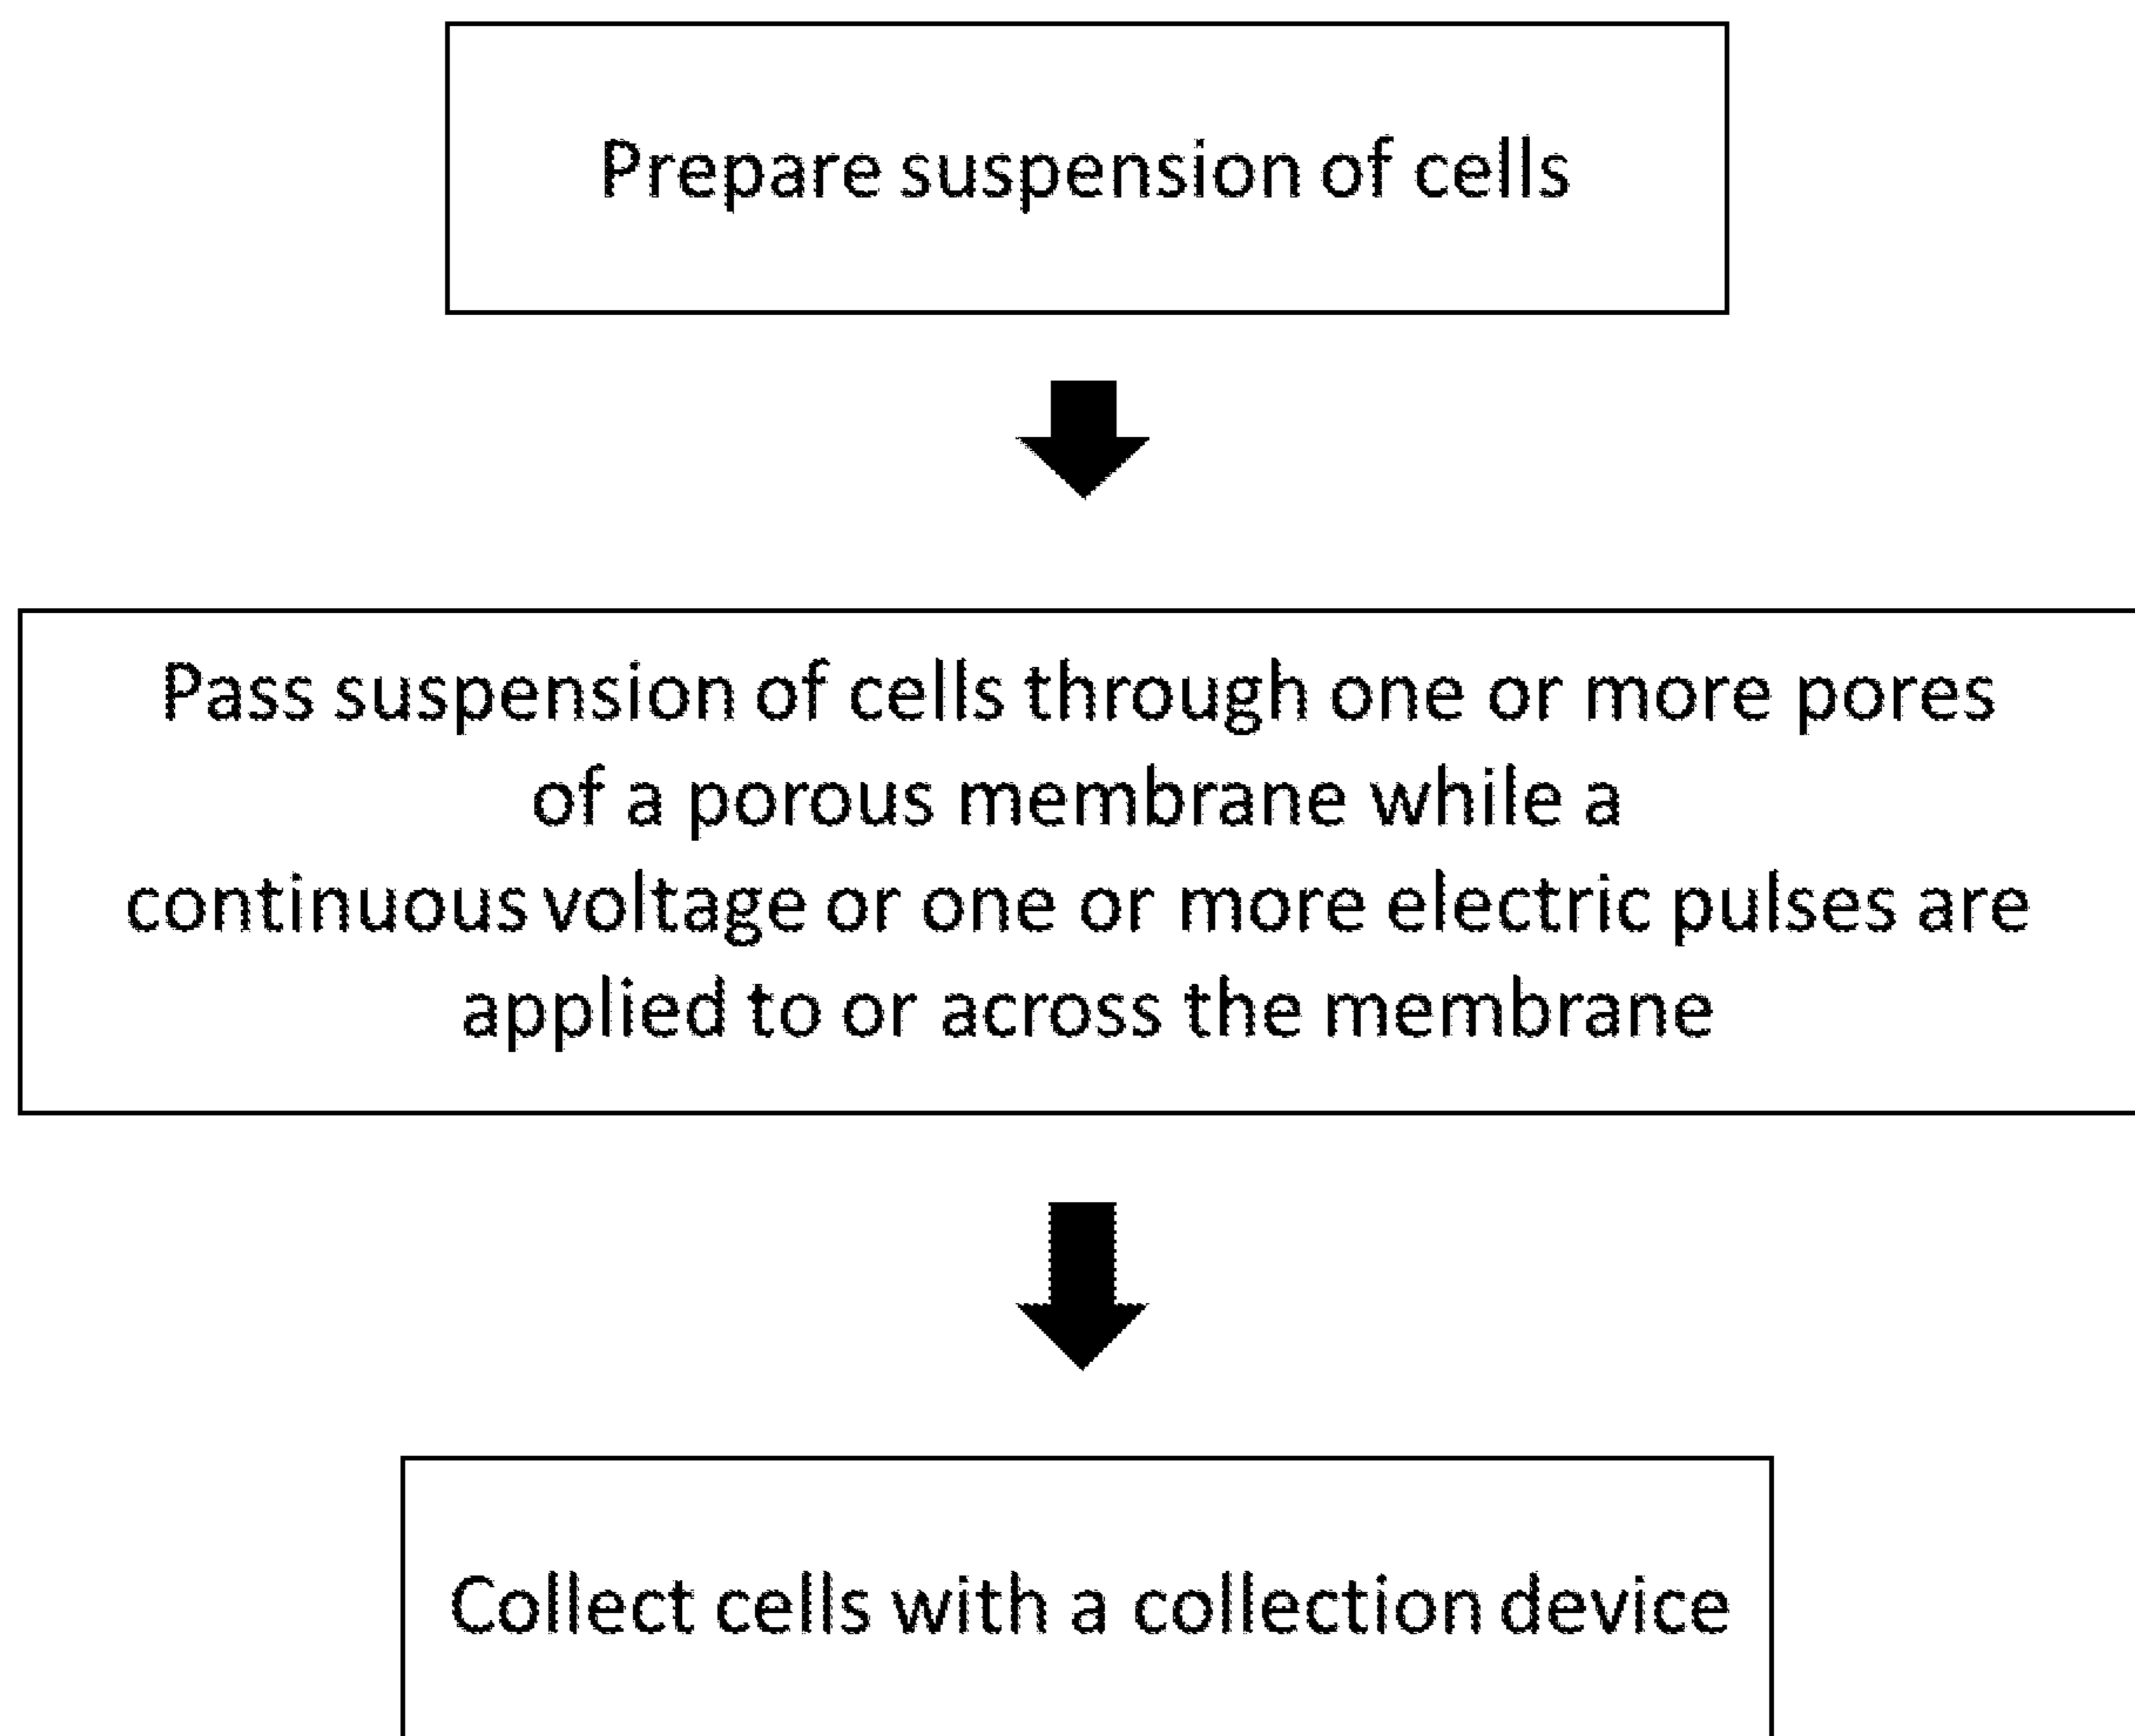 Prepare suspension of cells
Pass suspension of cells through one or more pores
of a porous membrane while a
continuous voltage or one or more electric pulses are
applied to or across the membrane
Collect cells with a collection device